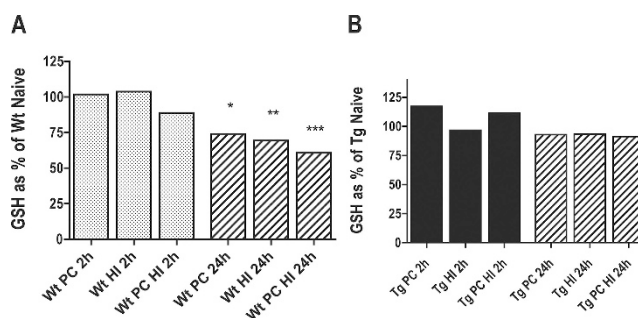 A
GSH as % of Wt Naive
125
100
75
50
25
0
*
**
***
Wt PC 2h
Wt HI 2h
Wt PC HI 2h
Wt PC 24h
Wt HI 24h
Wt PC HI 24h
B
GSH as % of Tg Naive
125
100
75
50
25
0
Tg PC 2h
Tg HI 2h
Tg PC HI 2h
Tg PC 24h
Tg HI 24h
Tg PC HI 24h